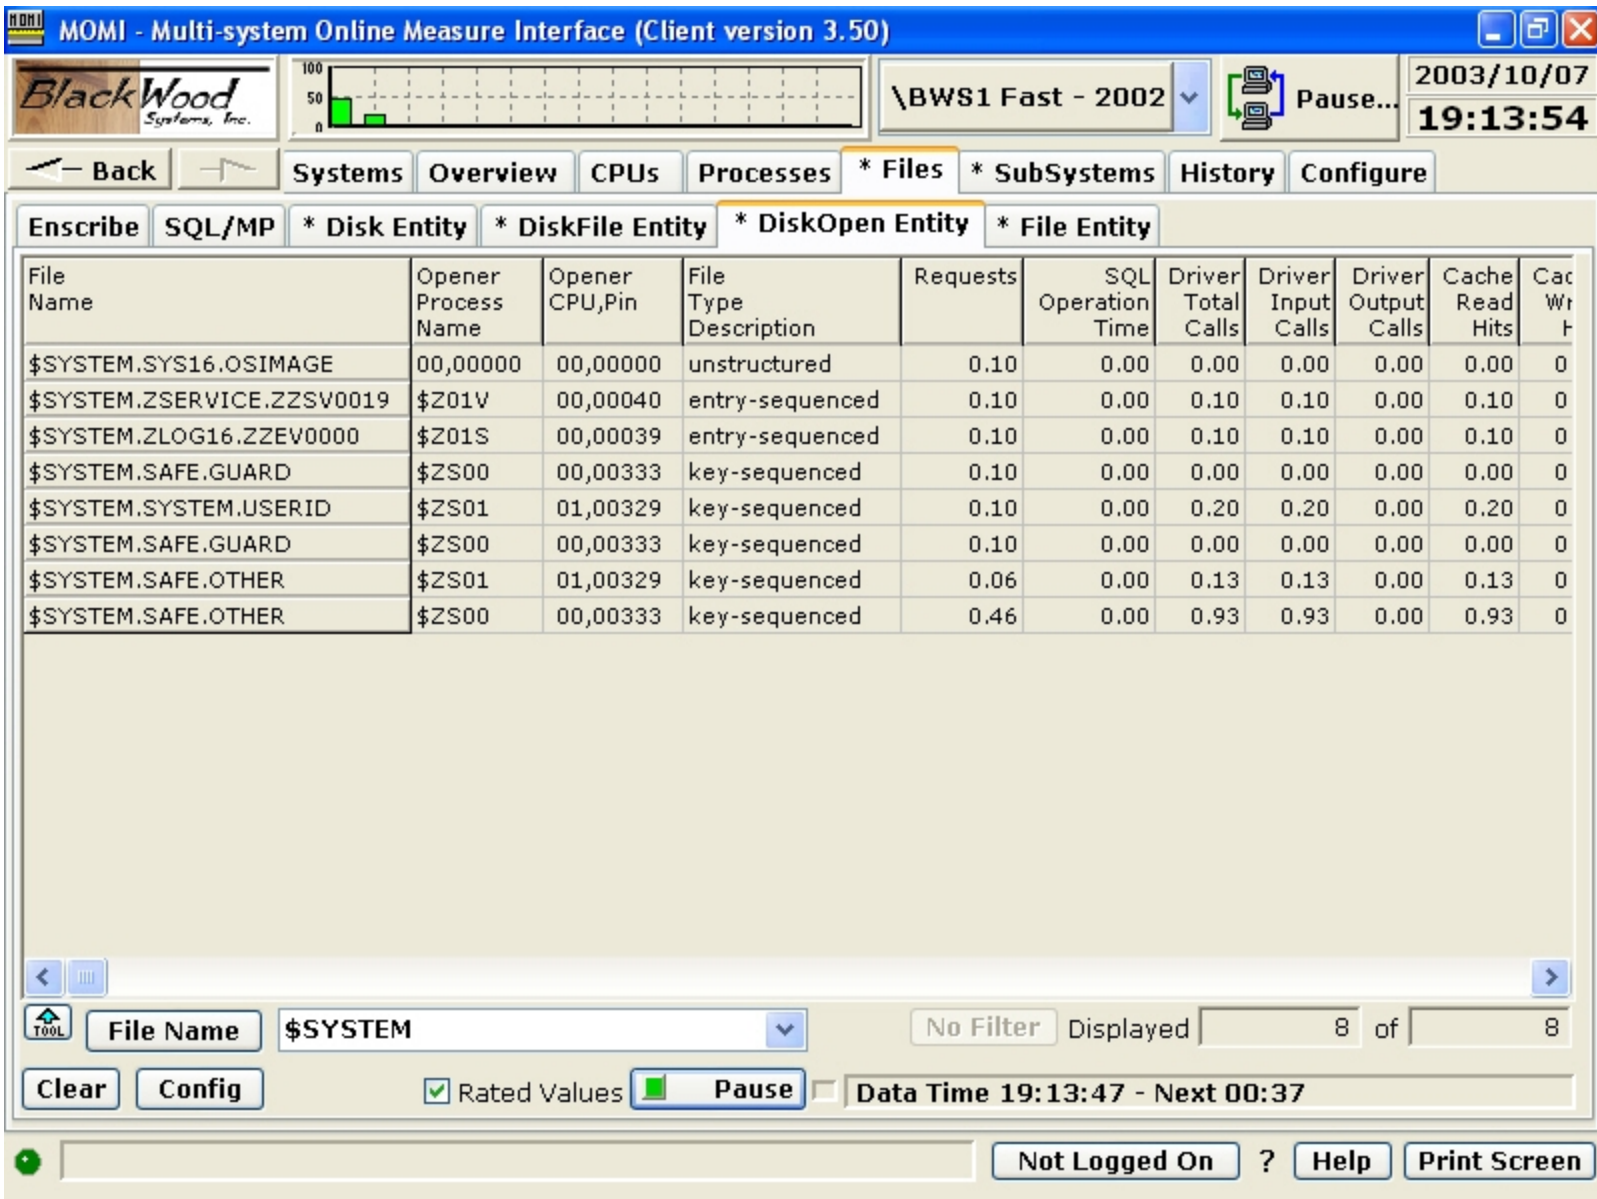 MOMI
MOMI - Multi-system Online Measure Interface (Client version 3.50)
BlackWood
Systems, Inc.
100
50
0
\BWS1 Fast - 2002
Pause...
2003/10/07
19:13:54
Back
Systems Overview CPUs Processes * Files * SubSystems History Configure
Enscribe SQL/MP * Disk Entity * DiskFile Entity * DiskOpen Entity * File Entity
File Opener Opener File Requests SQL Driver Driver Driver Cache Cac
Name Process CPU,Pin Type Operation Total Input Output Read Wr
Name Description Time Calls Calls Calls Hits H
$SYSTEM.SYS16.OSIMAGE 00,00000 00,00000 unstructured 0.10 0.00 0.00 0.00 0.00 0.00 0
$SYSTEM.ZSERVICE.ZZSV0019 $Z01V 00,00040 entry-sequenced 0.10 0.00 0.10 0.10 0.00 0.10 0
$SYSTEM.ZLOG16.ZZEV0000 $Z01S 00,00039 entry-sequenced 0.10 0.00 0.10 0.10 0.00 0.10 0
$SYSTEM.SAFE.GUARD $ZS00 00,00333 key-sequenced 0.10 0.00 0.00 0.00 0.00 0.00 0
$SYSTEM.SYSTEM.USERID $ZS01 01,00329 key-sequenced 0.10 0.00 0.20 0.20 0.00 0.20 0
$SYSTEM.SAFE.GUARD $ZS00 00,00333 key-sequenced 0.10 0.00 0.00 0.00 0.00 0.00 0
$SYSTEM.SAFE.OTHER $ZS01 01,00329 key-sequenced 0.06 0.00 0.13 0.13 0.00 0.13 0
$SYSTEM.SAFE.OTHER $ZS00 00,00333 key-sequenced 0.46 0.00 0.93 0.93 0.00 0.93 0
TOOL File Name $SYSTEM No Filter Displayed 8 of 8
Clear Config Rated Values Pause Data Time 19:13:47 - Next 00:37
Not Logged On ? Help Print Screen